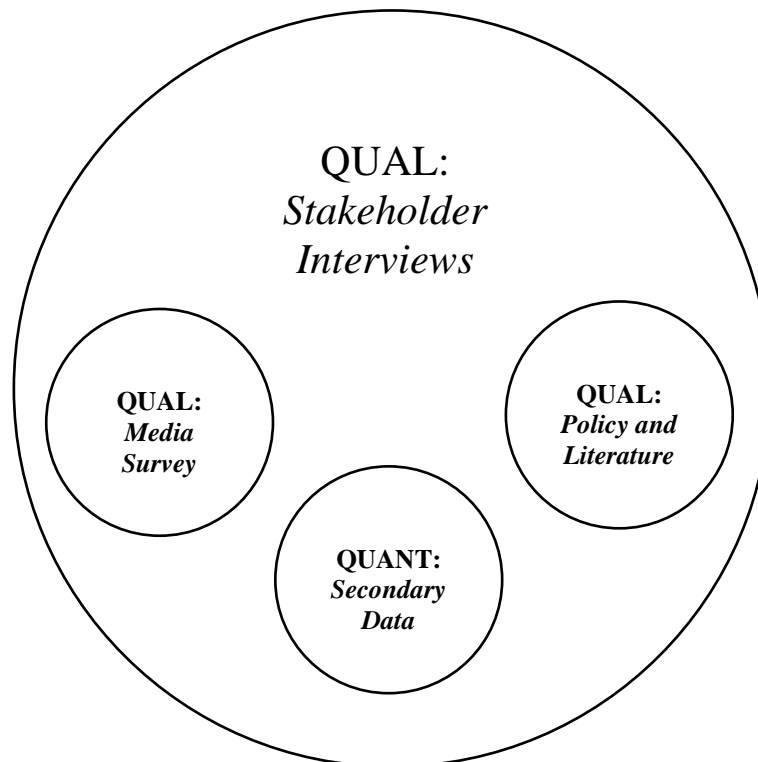 QUAL:
Stakeholder
Interviews
QUAL:
Media
Survey
QUAL:
Policy and
Literature
QUANT:
Secondary
Data